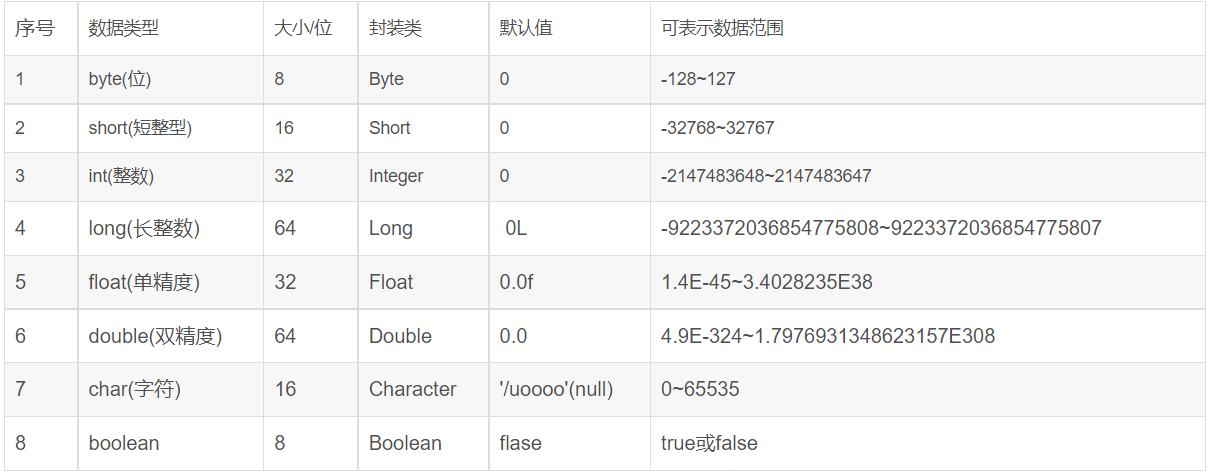 序号 数据类型 大小/位 封装类 默认值 可表示数据范围
1 byte(位) 8 Byte 0 -128~127
2 short(短整型) 16 Short 0 -32768~32767
3 int(整数) 32 Integer 0 -2147483648~2147483647
4 long(长整数) 64 Long 0L -9223372036854775808~9223372036854775807
5 float(单精度) 32 Float 0.0f 1.4E-45~3.4028235E38
6 double(双精度) 64 Double 0.0 4.9E-324~1.7976931348623157E308
7 char(字符) 16 Character '/uoooo'(null) 0~65535
8 boolean 8 Boolean flase true或false